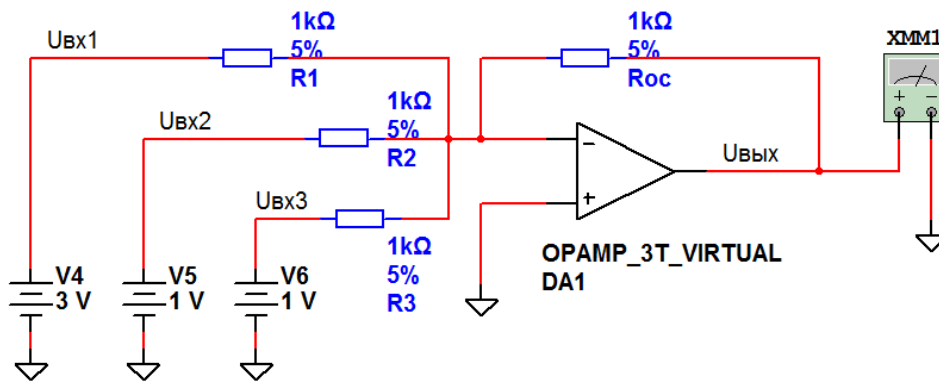 1kΩ
5%
R1
Uвх1
1kΩ
5%
Roc
XMM1
1kΩ
5%
R2
Uвх2
Uвх3
1kΩ
5%
R3
Uвых
OPAMP_3T_VIRTUAL
DA1
V4
3 V
V5
1 V
V6
1 V